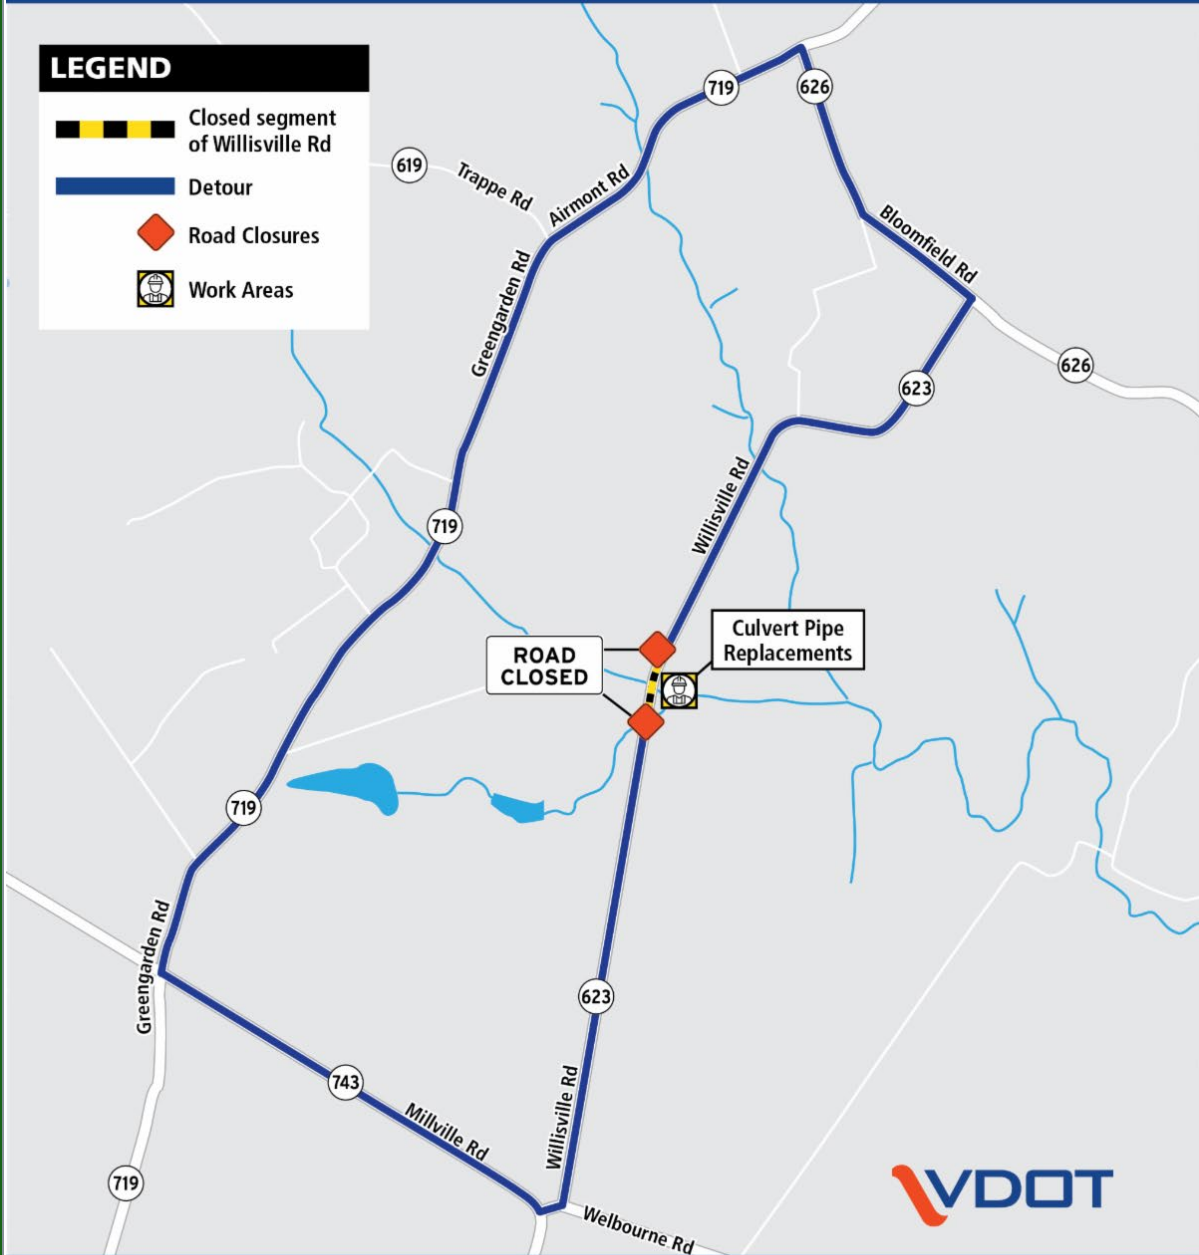 LEGEND
Closed segment
of Willisville Rd
Detour
Road Closures
Work Areas
719
626
619
Trappe Rd
Airmont Rd
Bloomfield Rd
Greengarden Rd
626
623
Willisville Rd
719
ROAD
CLOSED
Culvert Pipe
Replacements
719
Greengarden Rd
623
743
Millville Rd
Willisville Rd
719
Welbourne Rd
VDOT